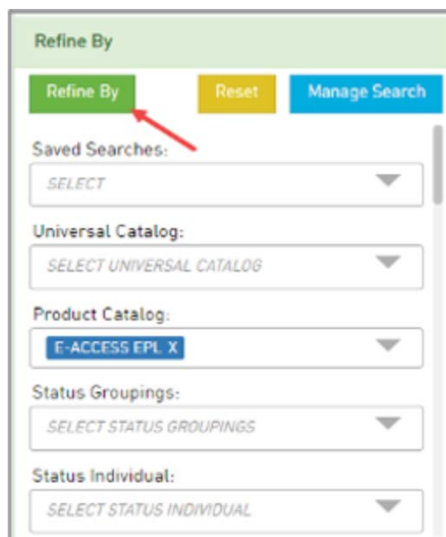 Refine By
Refine By Reset Manage Search
Saved Searches:
SELECT
Universal Catalog:
SELECT UNIVERSAL CATALOG
Product Catalog:
E-ACCESS EPL X
Status Groupings:
SELECT STATUS GROUPINGS
Status Individual:
SELECT STATUS INDIVIDUAL